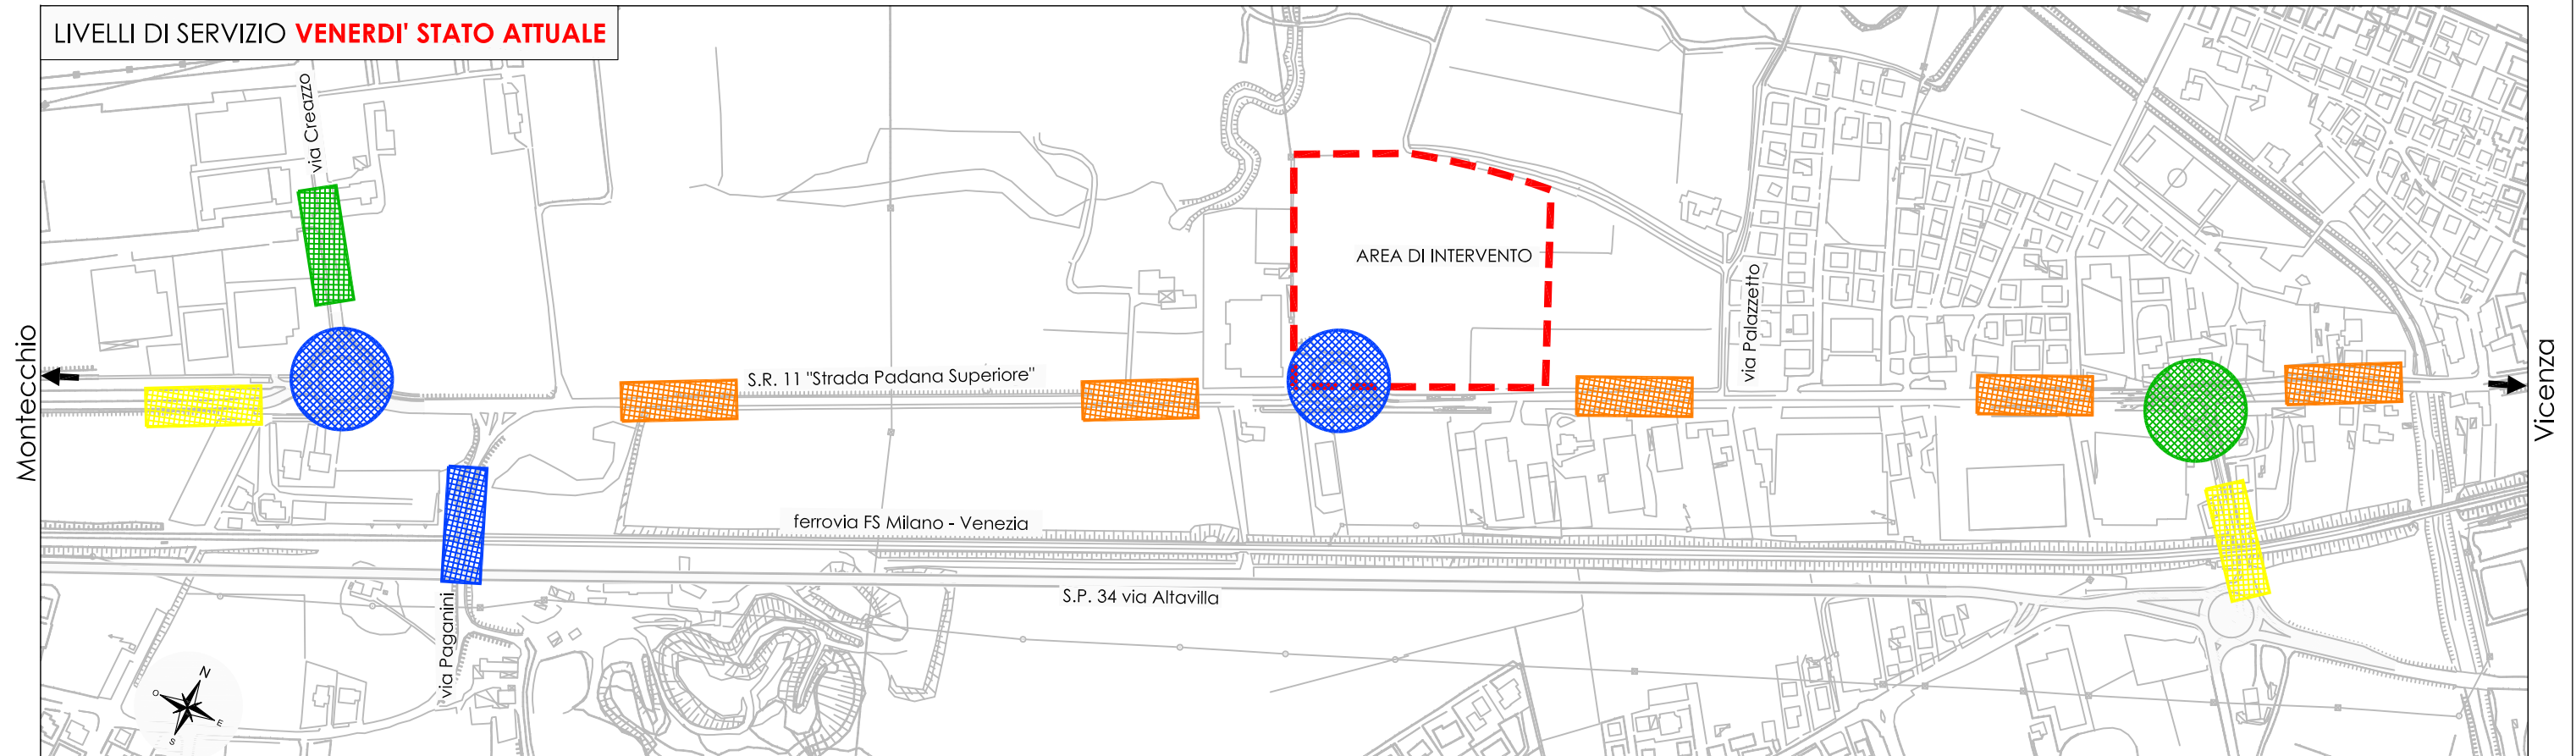 LIVELLI DI SERVIZIO VENERDI' STATO ATTUALE
via Creazzo
AREA DI INTERVENTO
via Palazzetto
Montecchio
S.R. 11 "Strada Padana Superiore"
Vicenza
ferrovia FS Milano - Venezia
S.P. 34 via Altavilla
via Paganini
N
O
E
S